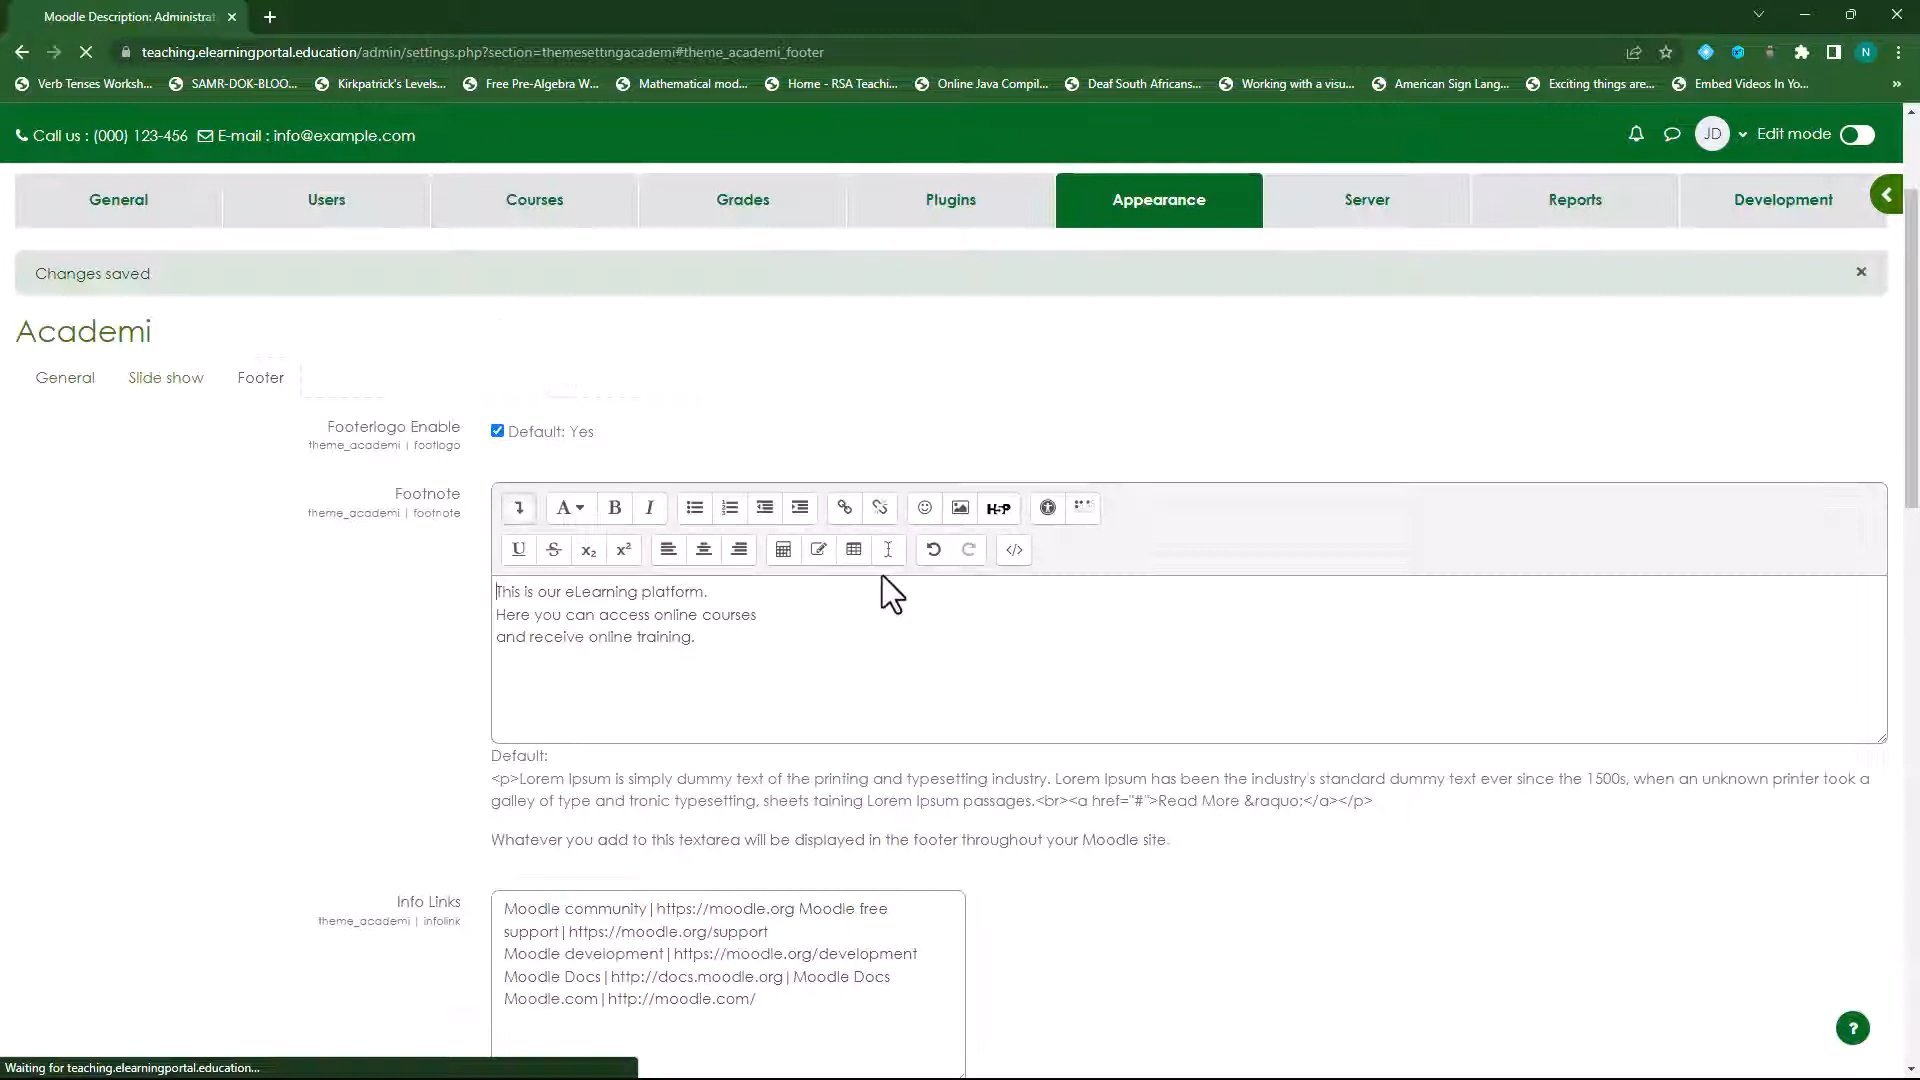 Moodle Description: Administrat
teaching.elearningportal.education/admin/settings.php?section=themesettingacademi#theme_academi_footer
N
Verb Tenses Worksh... SAMR-DOK-BLOO... Kirkpatrick's Levels... Free Pre-Algebra W... Mathematical mod... Home - RSA Teachi... Online Java Compil... Deaf South Africans... Working with a visu... American Sign Lang... Exciting things are... Embed Videos In Yo... »
Call us : (000) 123-456 E-mail : info@example.com
JD Edit mode
General Users Courses Grades Plugins Appearance Server Reports Development
Changes saved
Academi
General Slide show Footer
Footerlogo Enable
theme_academi | footlogo
Default: Yes
Footnote
theme_academi | footnote
A B I H5P
U S x₂ x²
This is our eLearning platform.
Here you can access online courses
and receive online training.
Default:
<p>Lorem Ipsum is simply dummy text of the printing and typesetting industry. Lorem Ipsum has been the industry's standard dummy text ever since the 1500s, when an unknown printer took a
galley of type and tronic typesetting, sheets taining Lorem Ipsum passages.<br><a href="#">Read More &raquo;</a></p>
Whatever you add to this textarea will be displayed in the footer throughout your Moodle site.
Info Links
theme_academi | infolink
Moodle community|https://moodle.org Moodle free
support|https://moodle.org/support
Moodle development|https://moodle.org/development
Moodle Docs|http://docs.moodle.org|Moodle Docs
Moodle.com|http://moodle.com/
?
Waiting for teaching.elearningportal.education...